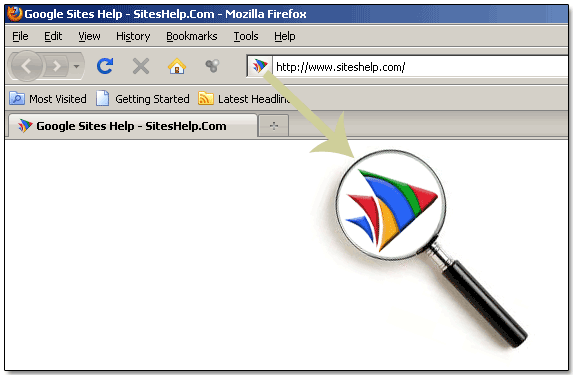 Google Sites Help - SitesHelp.Com - Mozilla Firefox
File Edit View History Bookmarks Tools Help
http://www.siteshelp.com/
Most Visited Getting Started Latest Headlin
Google Sites Help - SitesHelp.Com